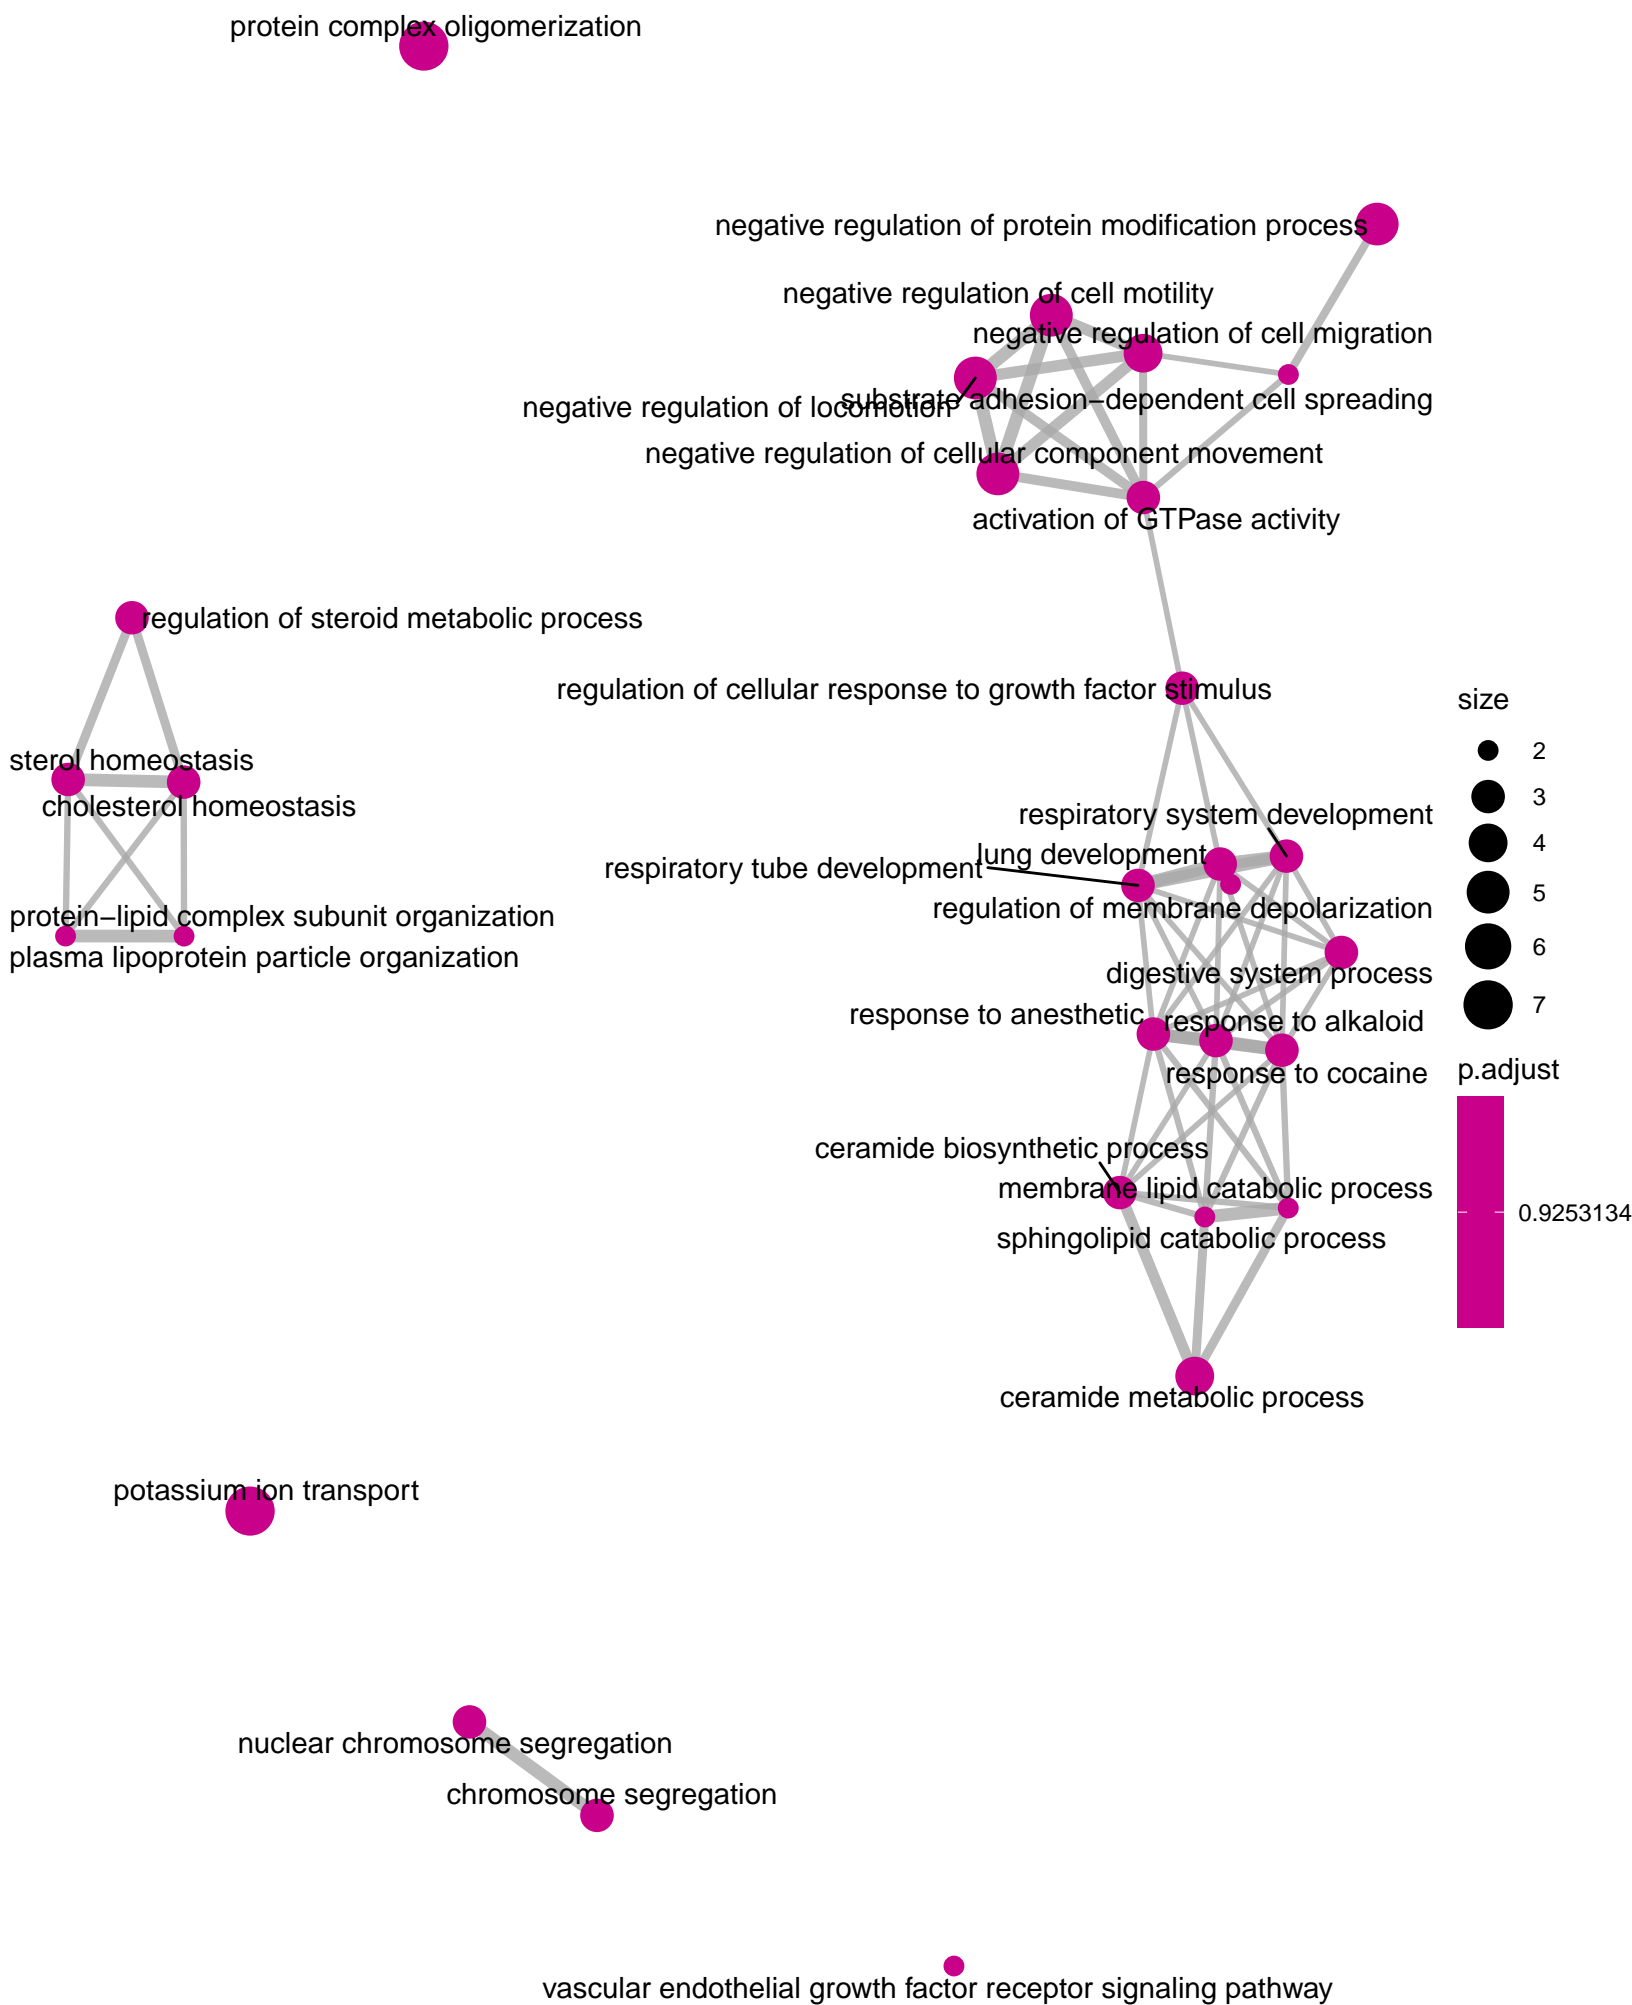 protein complex oligomerization
negative regulation of protein modification process
negative regulation of cell motility
negative regulation of cell migration
substrate adhesion−dependent cell spreading
negative regulation of locomotion
negative regulation of cellular component movement
activation of GTPase activity
regulation of steroid metabolic process
regulation of cellular response to growth factor stimulus
size
2
3
4
5
6
7
sterol homeostasis
cholesterol homeostasis
respiratory system development
lung development
respiratory tube development
regulation of membrane depolarization
protein−lipid complex subunit organization
plasma lipoprotein particle organization
digestive system process
response to anesthetic
response to alkaloid
response to cocaine
p.adjust
0.9253134
ceramide biosynthetic process
membrane lipid catabolic process
sphingolipid catabolic process
ceramide metabolic process
potassium ion transport
nuclear chromosome segregation
chromosome segregation
vascular endothelial growth factor receptor signaling pathway